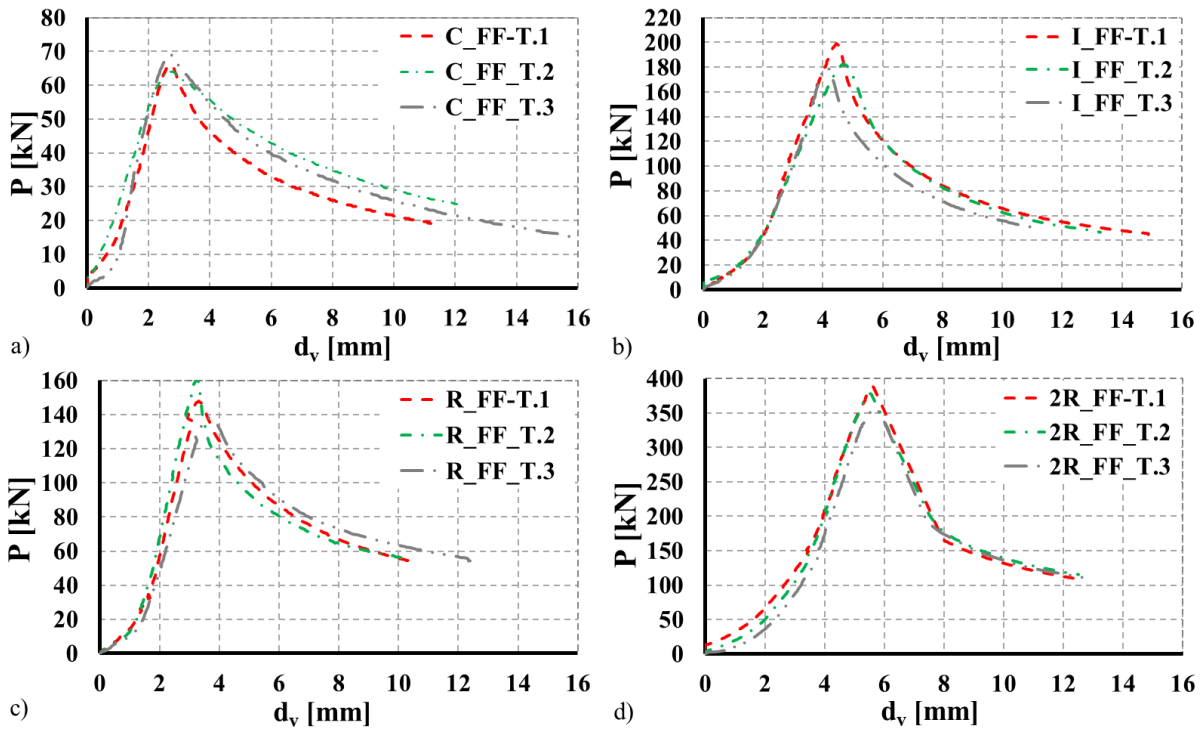 80
70
60
50
40
30
20
10
0
P [kN]
C_FF-T.1
C_FF_T.2
C_FF_T.3
0 2 4 6 8 10 12 14 16
a)
dv [mm]
220
200
180
160
140
120
100
80
60
40
20
0
P [kN]
I_FF-T.1
I_FF_T.2
I_FF_T.3
0 2 4 6 8 10 12 14 16
b)
dv [mm]
160
140
120
100
80
60
40
20
0
P [kN]
R_FF-T.1
R_FF_T.2
R_FF_T.3
0 2 4 6 8 10 12 14 16
c)
dv [mm]
400
350
300
250
200
150
100
50
0
P [kN]
2R_FF-T.1
2R_FF_T.2
2R_FF_T.3
0 2 4 6 8 10 12 14 16
d)
dv [mm]